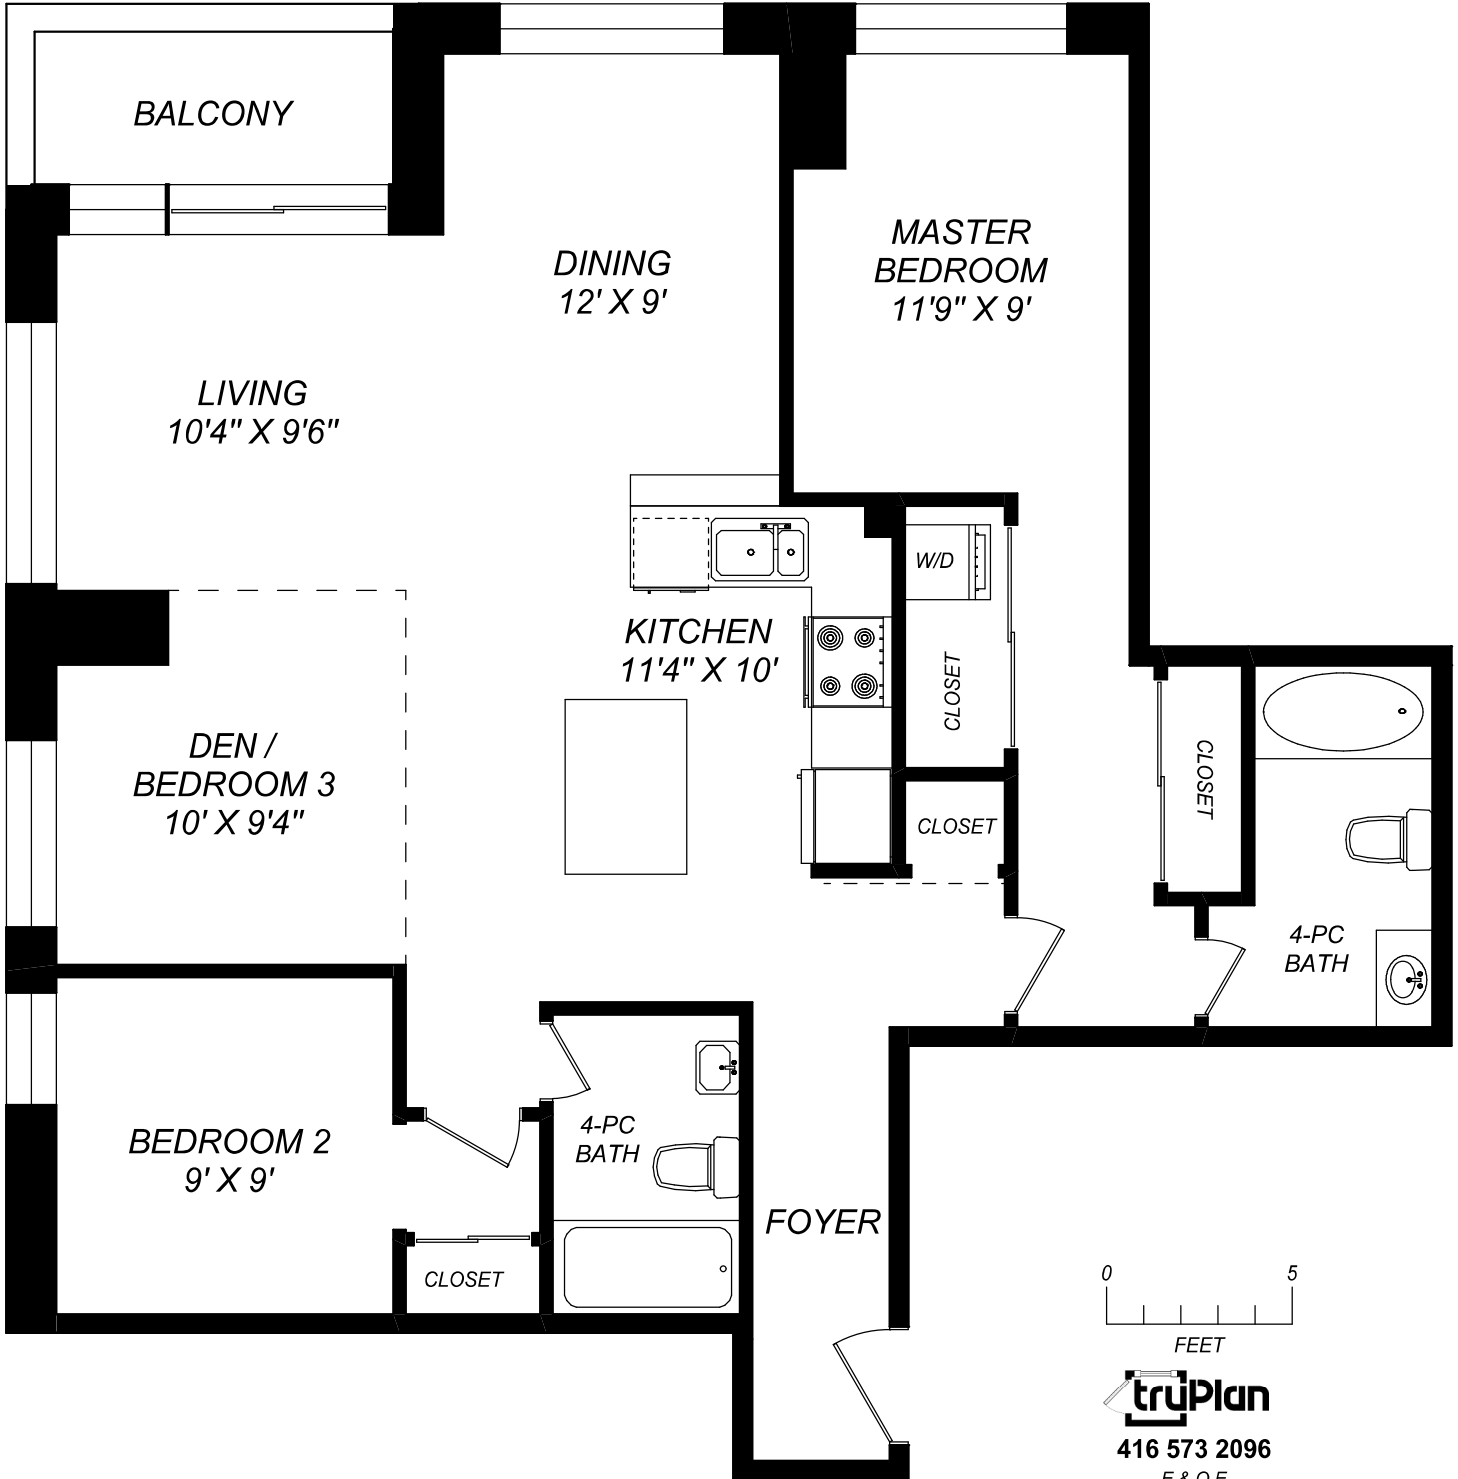 BALCONY
DINING
12' X 9'
MASTER
BEDROOM
11'9" X 9'
LIVING
10'4" X 9'6"
W/D
CLOSET
KITCHEN
11'4" X 10'
DEN /
BEDROOM 3
10' X 9'4"
CLOSET
CLOSET
4-PC
BATH
BEDROOM 2
9' X 9'
4-PC
BATH
FOYER
CLOSET
0 5
FEET
truPlan
416 573 2096
E & O E